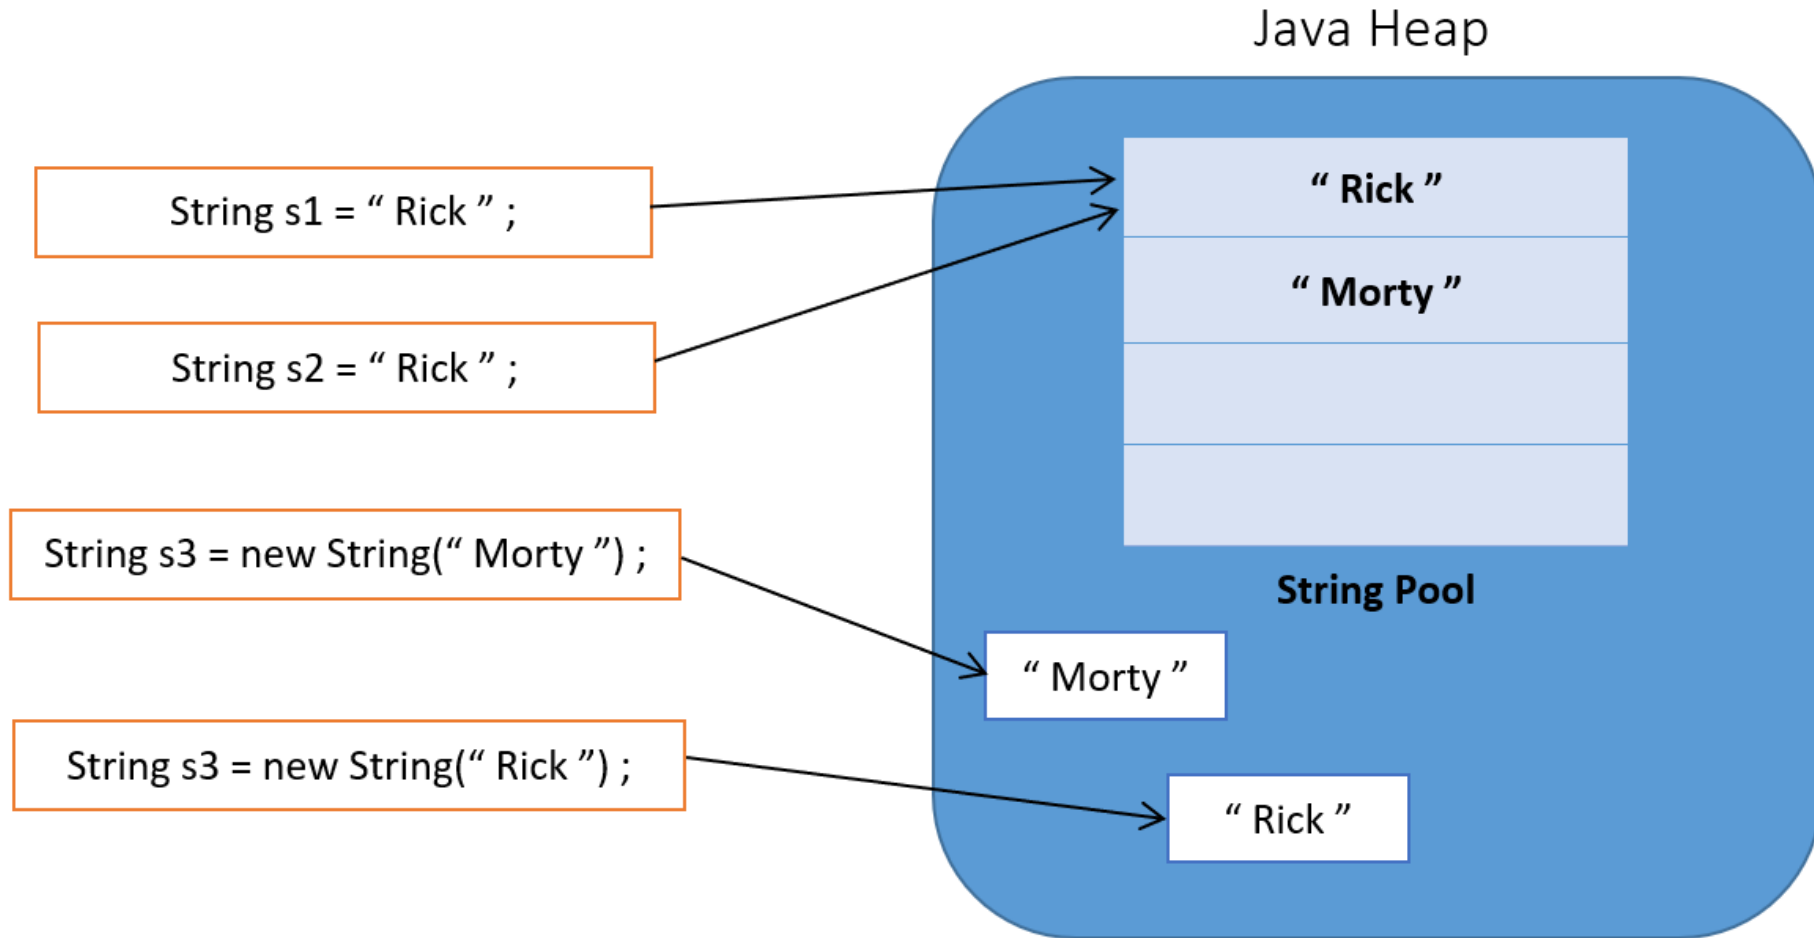 Java Heap
String s1 = “ Rick ” ;
String s2 = “ Rick ” ;
String s3 = new String(“ Morty ”) ;
String s3 = new String(“ Rick ”) ;
“ Rick ”
“ Morty ”
String Pool
“ Morty ”
“ Rick ”